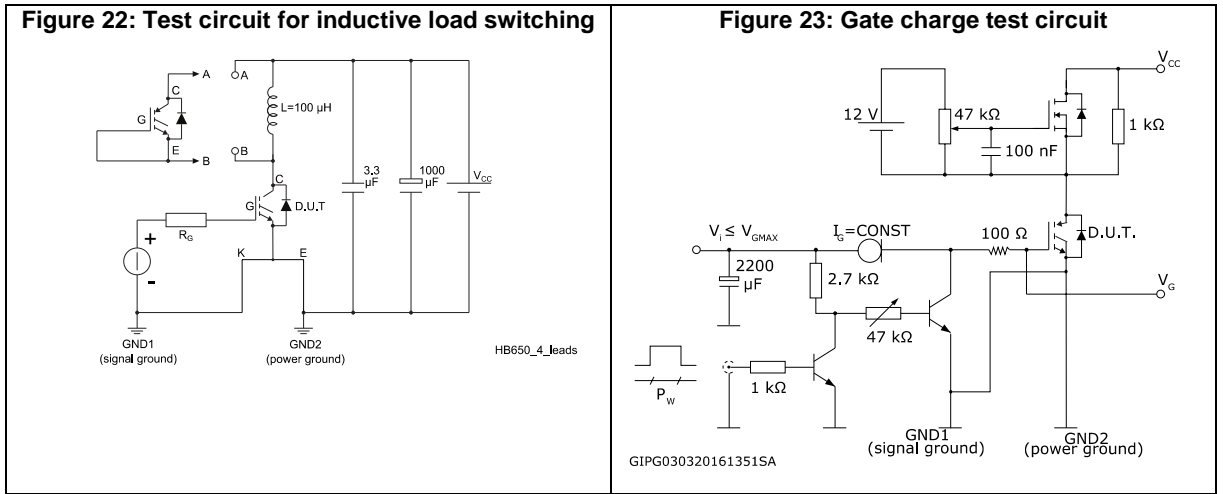 Figure 22: Test circuit for inductive load switching
A
A
C
G
L=100 µH
E
B
B
C
3.3
µF
1000
µF
VCC
G
D.U.T
RG
+
-
K
E
GND1
(signal ground)
GND2
(power ground)
HB650_4_leads
Figure 23: Gate charge test circuit
VCC
12 V
47 kΩ
1 kΩ
100 nF
VI ≤ VGMAX
IG=CONST
100 Ω
D.U.T.
2200
µF
2.7 kΩ
VG
47 kΩ
1 kΩ
PW
GND1
(signal ground)
GND2
(power ground)
GIPG030320161351SA